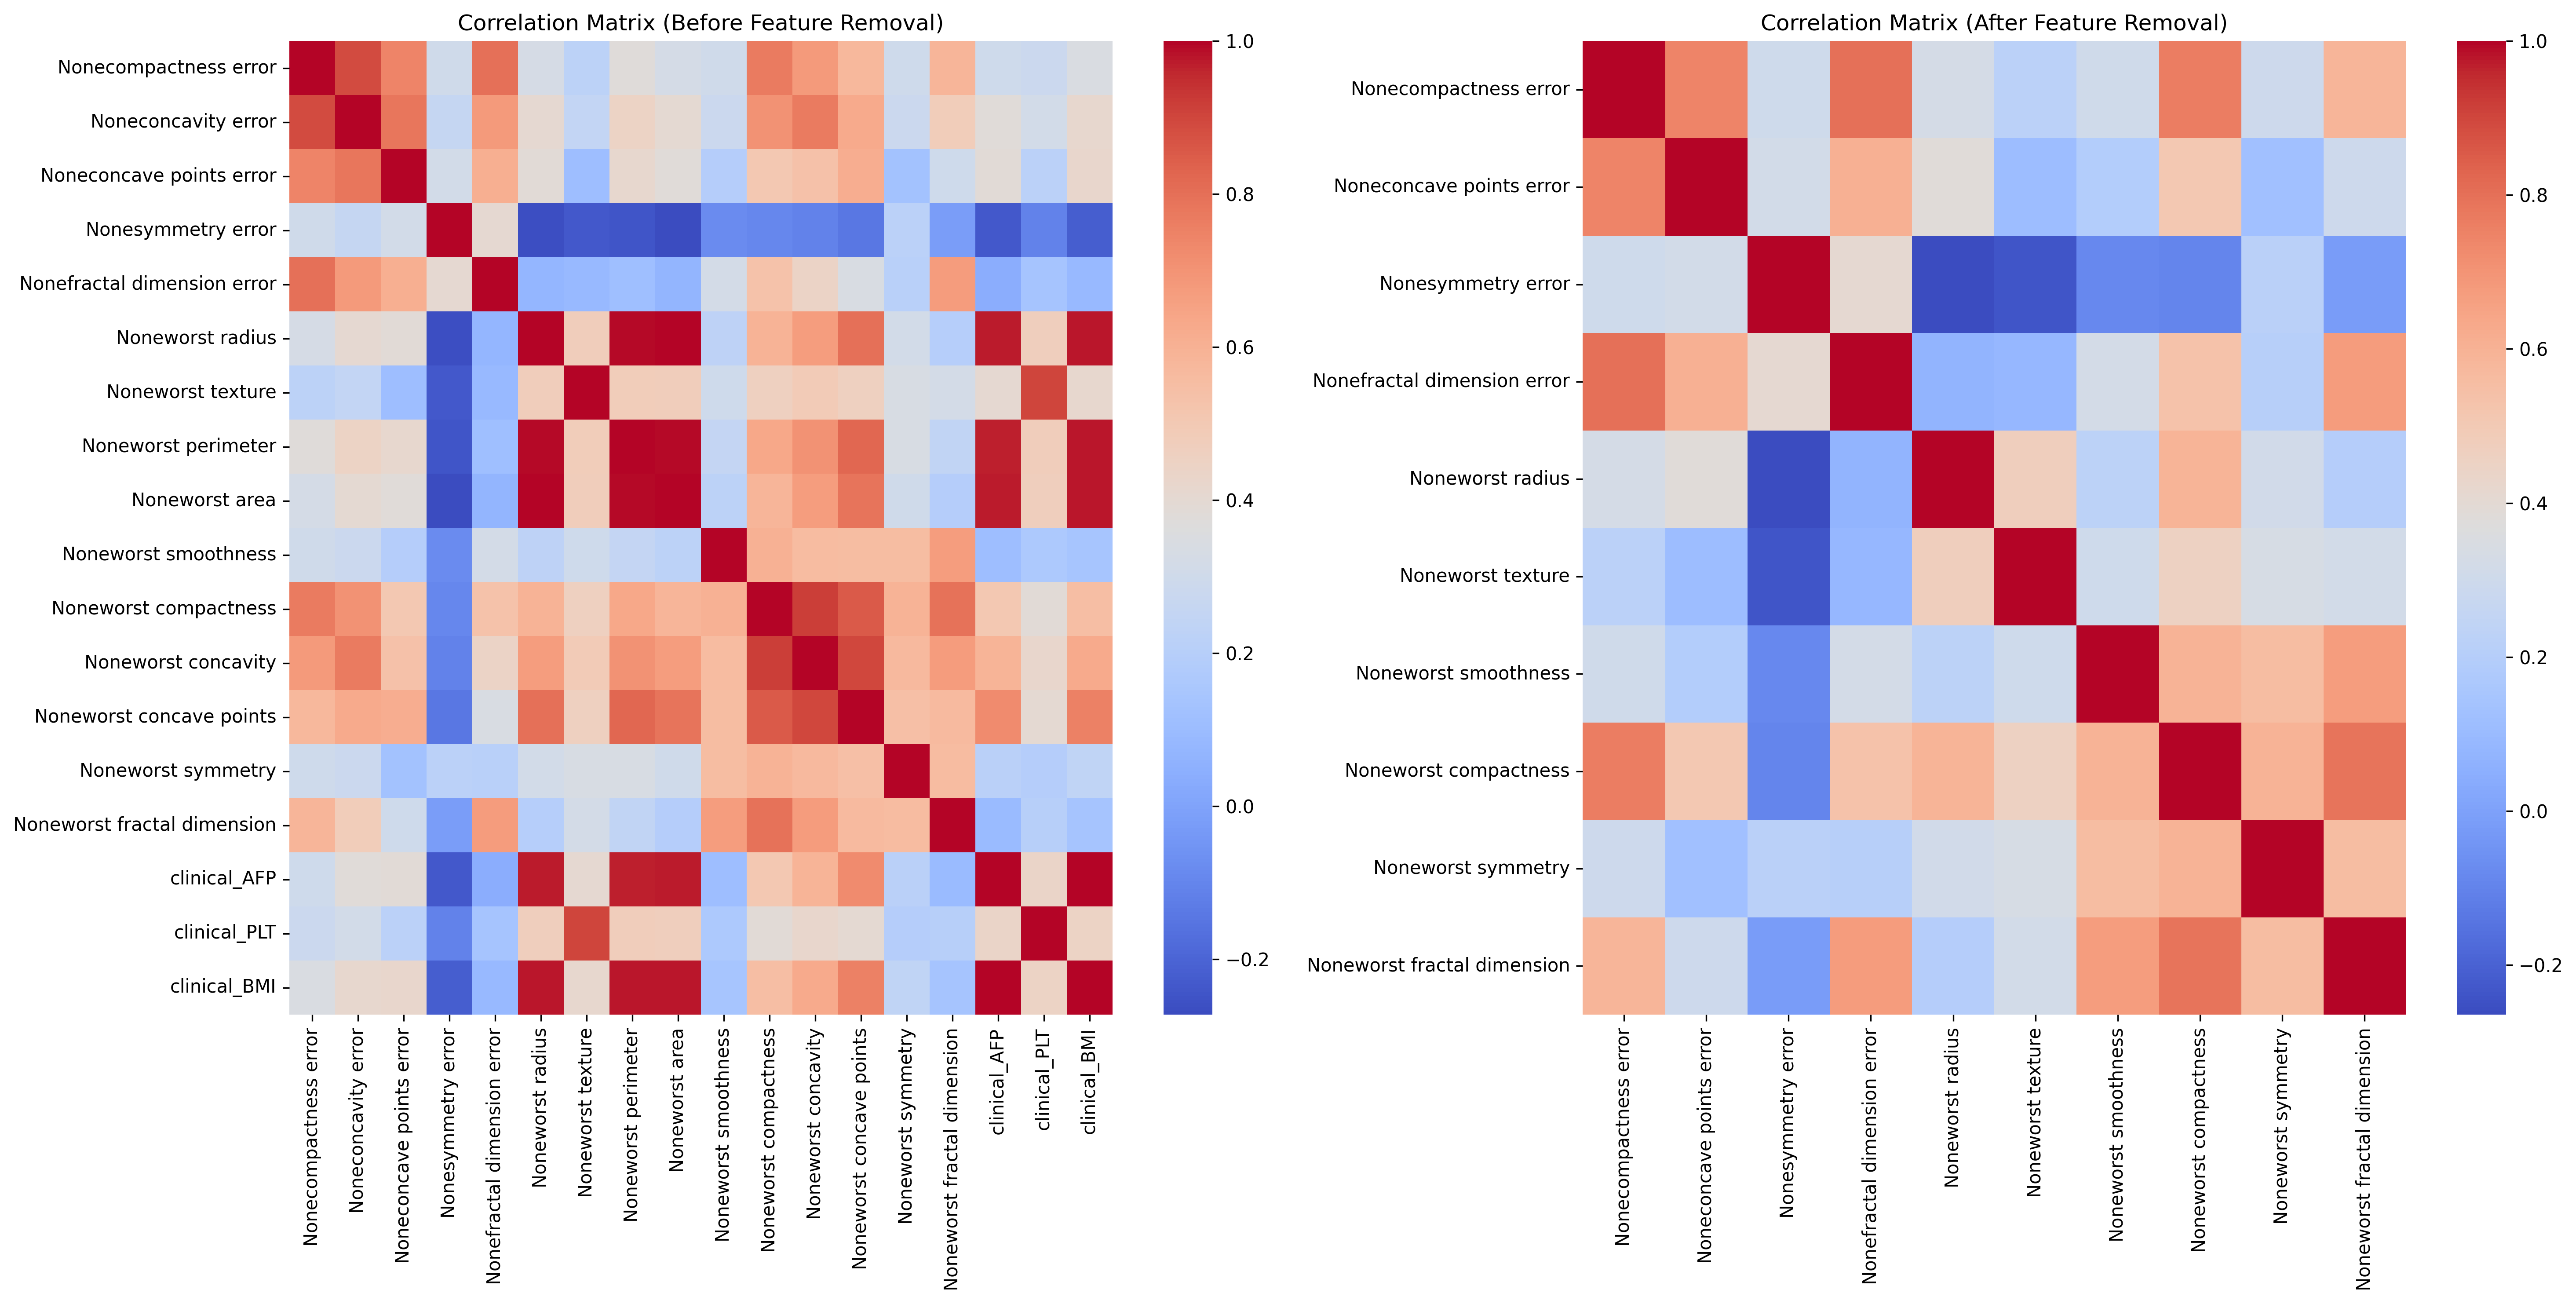 Correlation Matrix (Before Feature Removal)
Nonecompactness error
Noneconcavity error
Noneconcave points error
Nonesymmetry error
Nonefractal dimension error
Noneworst radius
Noneworst texture
Noneworst perimeter
Noneworst area
Noneworst smoothness
Noneworst compactness
Noneworst concavity
Noneworst concave points
Noneworst symmetry
Noneworst fractal dimension
clinical_AFP
clinical_PLT
clinical_BMI
Nonecompactness error
Noneconcavity error
Noneconcave points error
Nonesymmetry error
Nonefractal dimension error
Noneworst radius
Noneworst texture
Noneworst perimeter
Noneworst area
Noneworst smoothness
Noneworst compactness
Noneworst concavity
Noneworst concave points
Noneworst symmetry
Noneworst fractal dimension
clinical_AFP
clinical_PLT
clinical_BMI
1.0
0.8
0.6
0.4
0.2
0.0
−0.2
Correlation Matrix (After Feature Removal)
Nonecompactness error
Noneconcave points error
Nonesymmetry error
Nonefractal dimension error
Noneworst radius
Noneworst texture
Noneworst smoothness
Noneworst compactness
Noneworst symmetry
Noneworst fractal dimension
Nonecompactness error
Noneconcave points error
Nonesymmetry error
Nonefractal dimension error
Noneworst radius
Noneworst texture
Noneworst smoothness
Noneworst compactness
Noneworst symmetry
Noneworst fractal dimension
1.0
0.8
0.6
0.4
0.2
0.0
−0.2